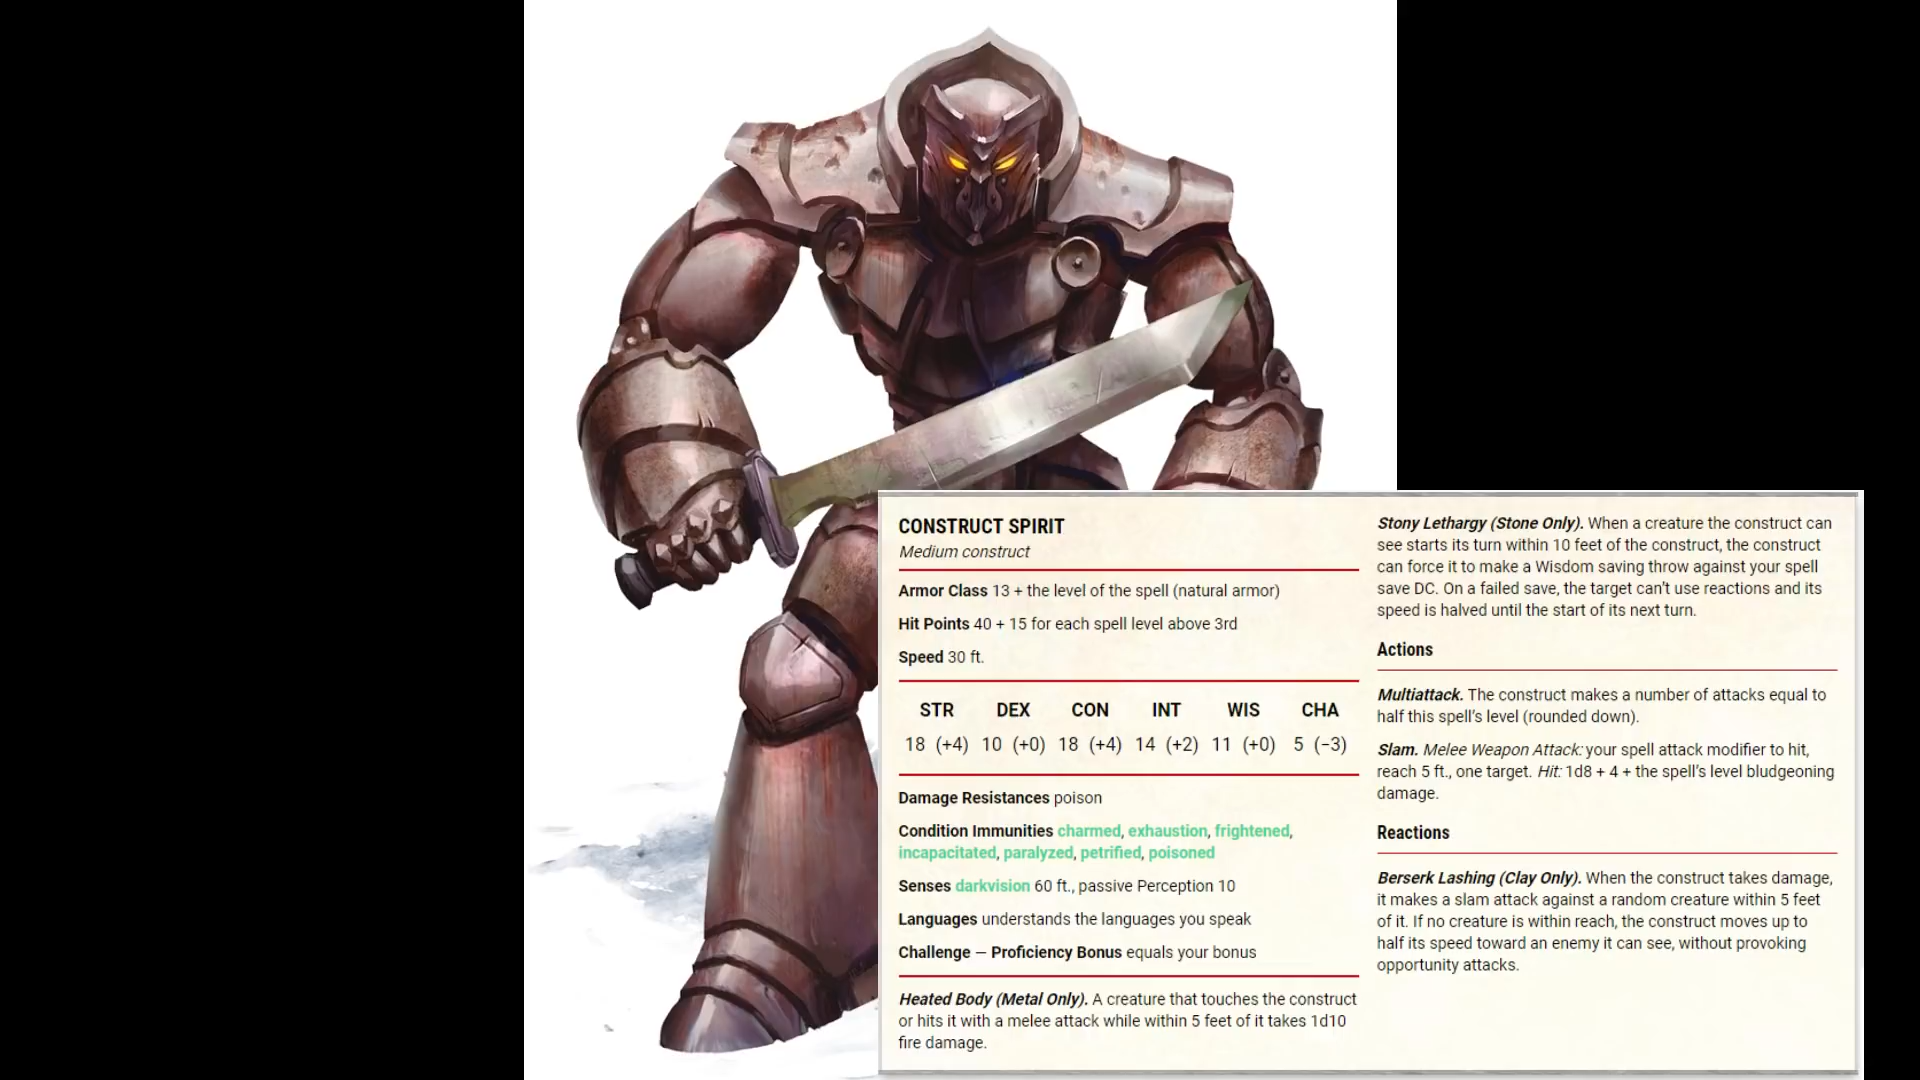 CONSTRUCT SPIRIT
Medium construct
Armor Class 13 + the level of the spell (natural armor)
Hit Points 40 + 15 for each spell level above 3rd
Speed 30 ft.
STR DEX CON INT WIS CHA
18 (+4) 10 (+0) 18 (+4) 14 (+2) 11 (+0) 5 (−3)
Damage Resistances poison
Condition Immunities charmed, exhaustion, frightened,
incapacitated, paralyzed, petrified, poisoned
Senses darkvision 60 ft., passive Perception 10
Languages understands the languages you speak
Challenge — Proficiency Bonus equals your bonus
Heated Body (Metal Only). A creature that touches the construct
or hits it with a melee attack while within 5 feet of it takes 1d10
fire damage.
Stony Lethargy (Stone Only). When a creature the construct can
see starts its turn within 10 feet of the construct, the construct
can force it to make a Wisdom saving throw against your spell
save DC. On a failed save, the target can't use reactions and its
speed is halved until the start of its next turn.
Actions
Multiattack. The construct makes a number of attacks equal to
half this spell's level (rounded down).
Slam. Melee Weapon Attack: your spell attack modifier to hit,
reach 5 ft., one target. Hit: 1d8 + 4 + the spell's level bludgeoning
damage.
Reactions
Berserk Lashing (Clay Only). When the construct takes damage,
it makes a slam attack against a random creature within 5 feet
of it. If no creature is within reach, the construct moves up to
half its speed toward an enemy it can see, without provoking
opportunity attacks.